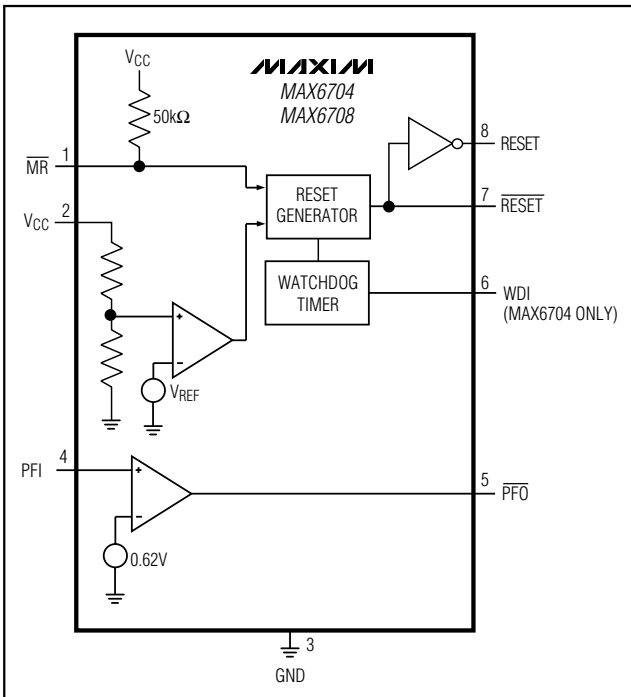 VCC
MAXIM
MAX6704
MAX6708
50kΩ
1
MR
2
VCC
RESET
GENERATOR
WATCHDOG
TIMER
8
RESET
7
RESET
6
WDI
(MAX6704 ONLY)
+
−
VREF
4
PFI
+
−
0.62V
5
PFO
3
GND